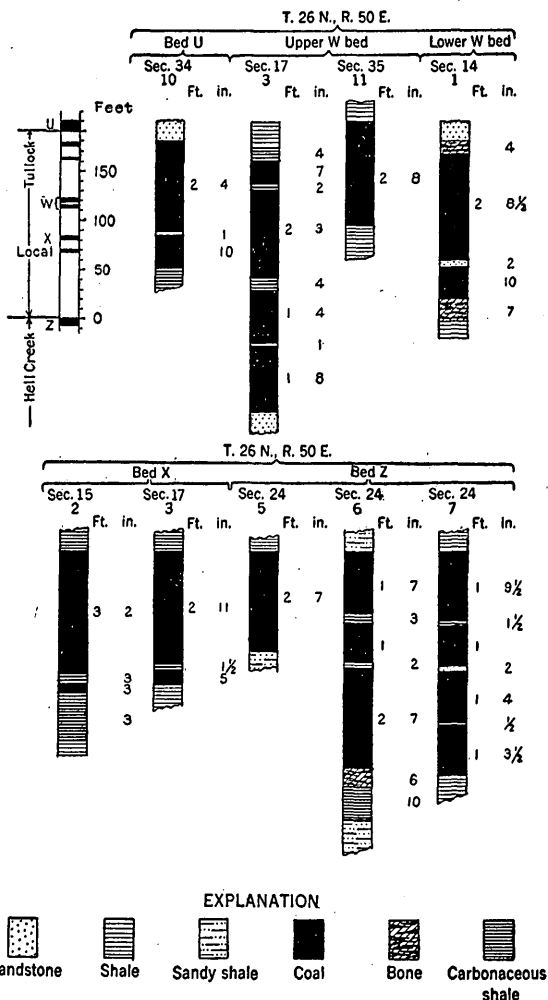 T. 26 N., R. 50 E.
Bed U Upper W bed Lower W bed
Sec. 34 Sec. 17 Sec. 35 Sec. 14
10 3 11 1
Ft. in. Ft. in. Ft. in. Ft. in.
Feet
U
Tullock
4
4
7
150
2 4 2 2 8
W
2 8½
100
2 3
1
X
10
Local
2
50
4 10
1 4 7
0
Z
1
Hell Creek
1 8
T. 26 N., R. 50 E.
Bed X Bed Z
Sec. 15 Sec. 17 Sec. 24 Sec. 24 Sec. 24
2 3 5 6 7
Ft. in. Ft. in. Ft. in. Ft. in. Ft. in.
1 7 1 9½
2 7
3 2 2 11
3 1½
1 1
1½ 2 2
3 5
3
1 4
3 2 7
½
1 3½
6
10
EXPLANATION
andstone Shale Sandy shale Coal Bone Carbonaceous
shale